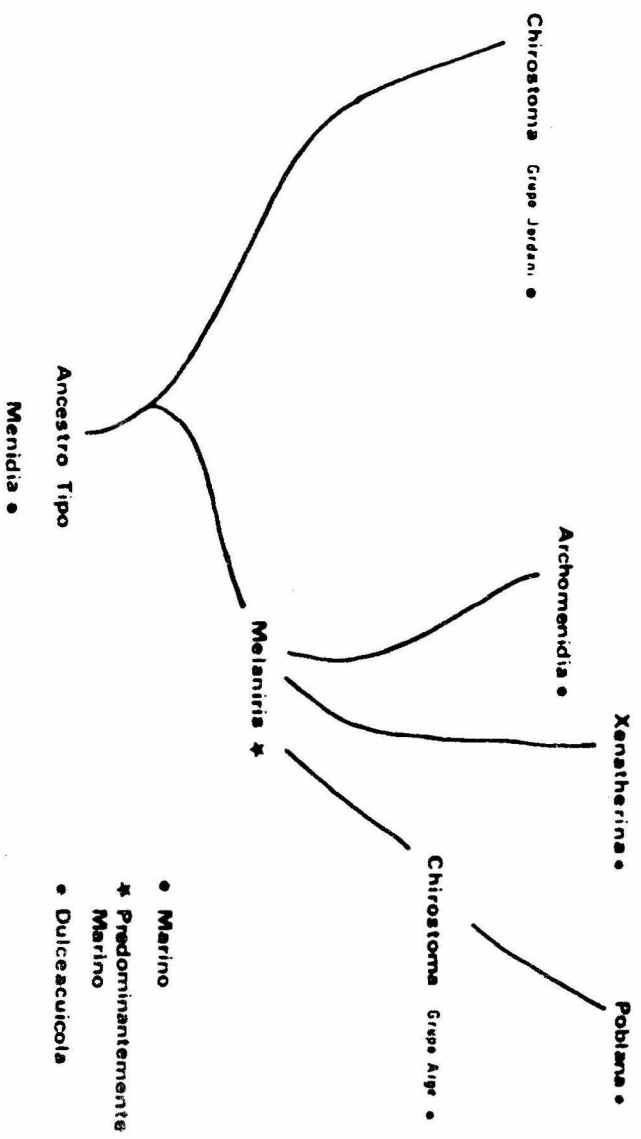 Chirostoma Grupo Jordani ●
Xenatherina ●
Poblana ●
Archomenidia ●
Chirostoma Grupo Arge ●
Melaniris ★
Ancestro Tipo
Menidia ●
● Marino
★ Predominantemente
Marino
● Dulceacuicola